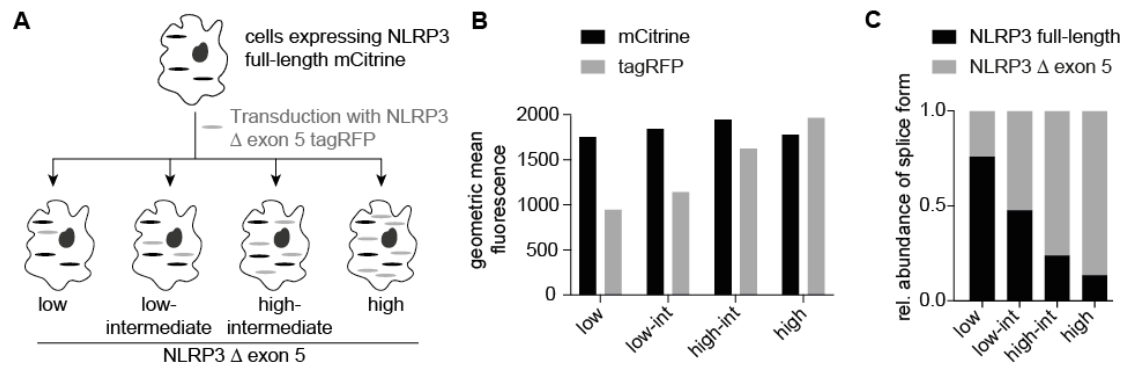 A
cells expressing NLRP3
full-length mCitrine
Transduction with NLRP3
Δ exon 5 tagRFP
low
low-
intermediate
high-
intermediate
high
NLRP3 Δ exon 5
B
mCitrine
tagRFP
geometric mean
fluorescence
2000
1500
1000
500
0
low
low-int
high-int
high
C
NLRP3 full-length
NLRP3 Δ exon 5
rel. abundance of splice form
1.0
0.5
0.0
low
low-int
high-int
high